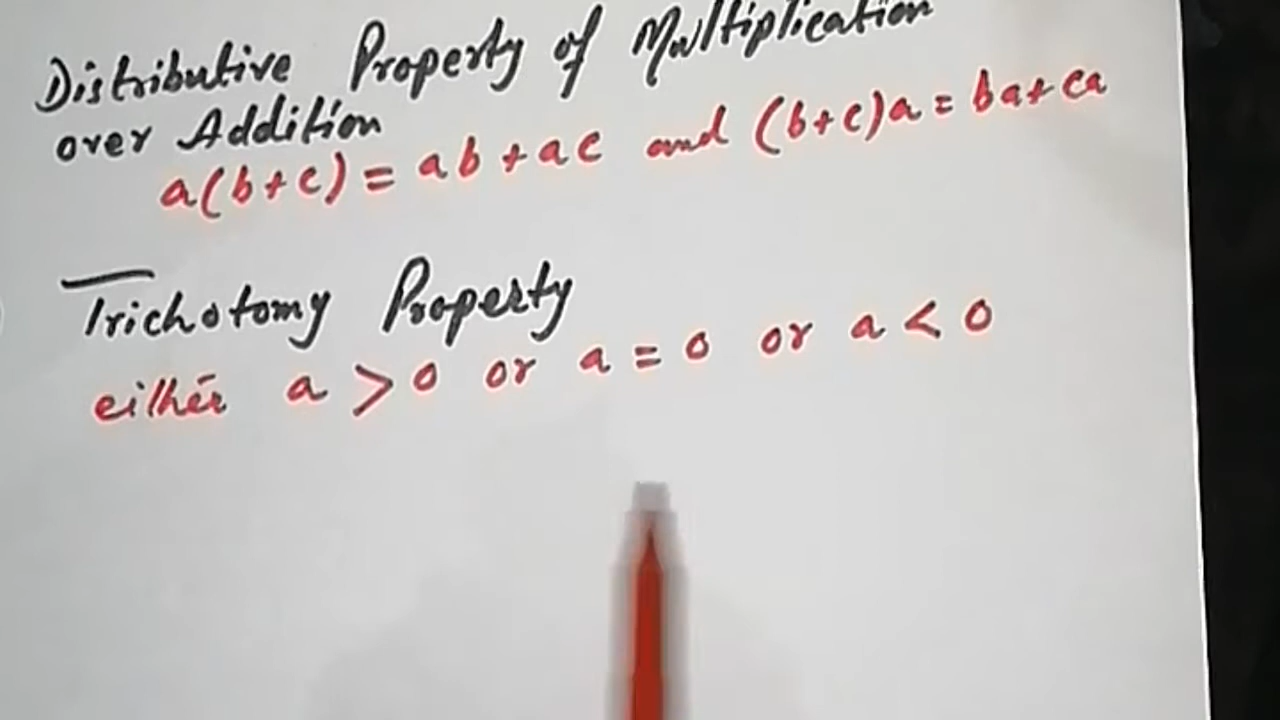 Distributive Property of Multiplication
over Addition
a(b+c) = ab + ac and (b+c)a = ba + ca
Trichotomy Property
either a > 0 or a = 0 or a < 0